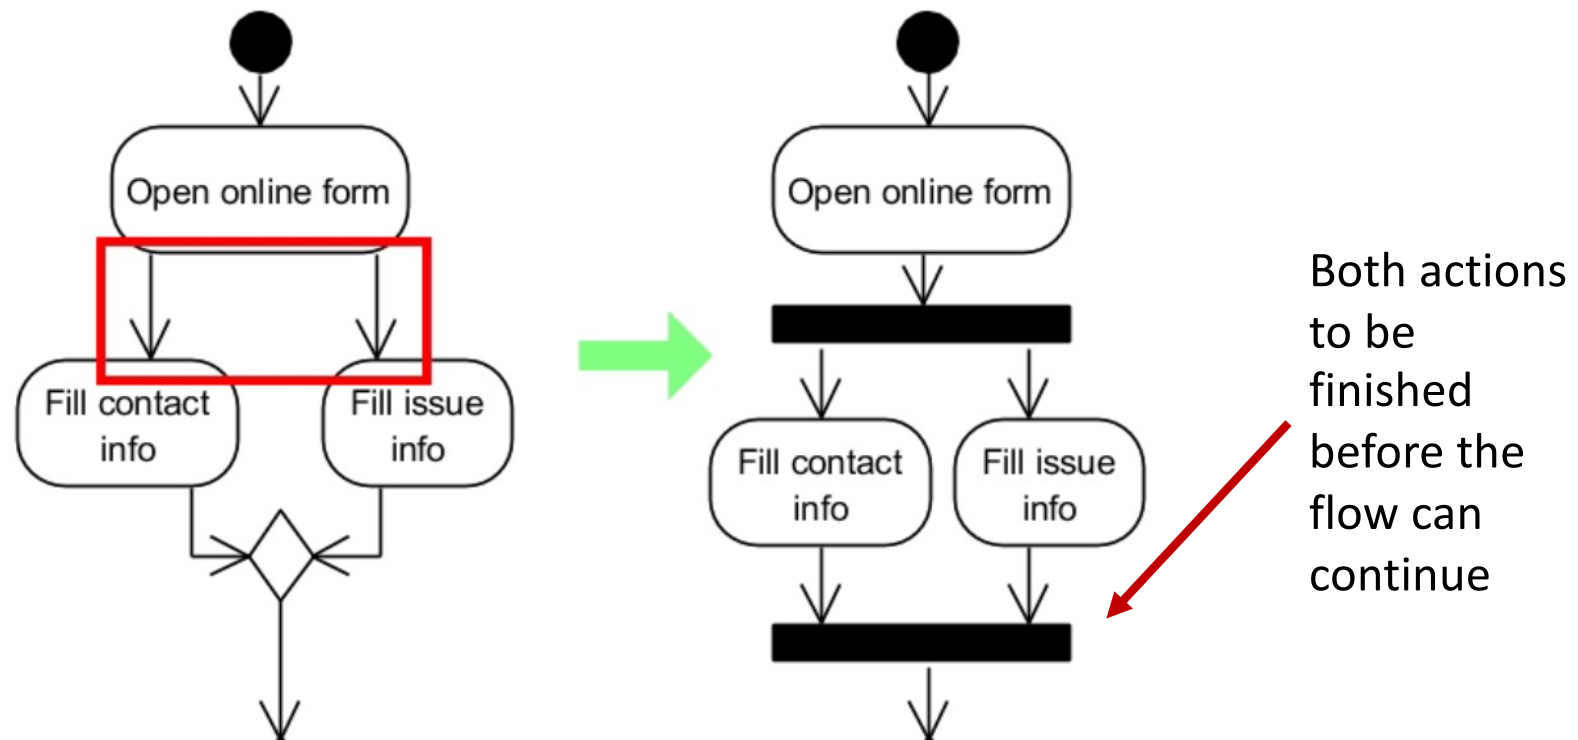 Open online form
Fill contact
info
Fill issue
info
Open online form
Fill contact
info
Fill issue
info
Both actions
to be
finished
before the
flow can
continue